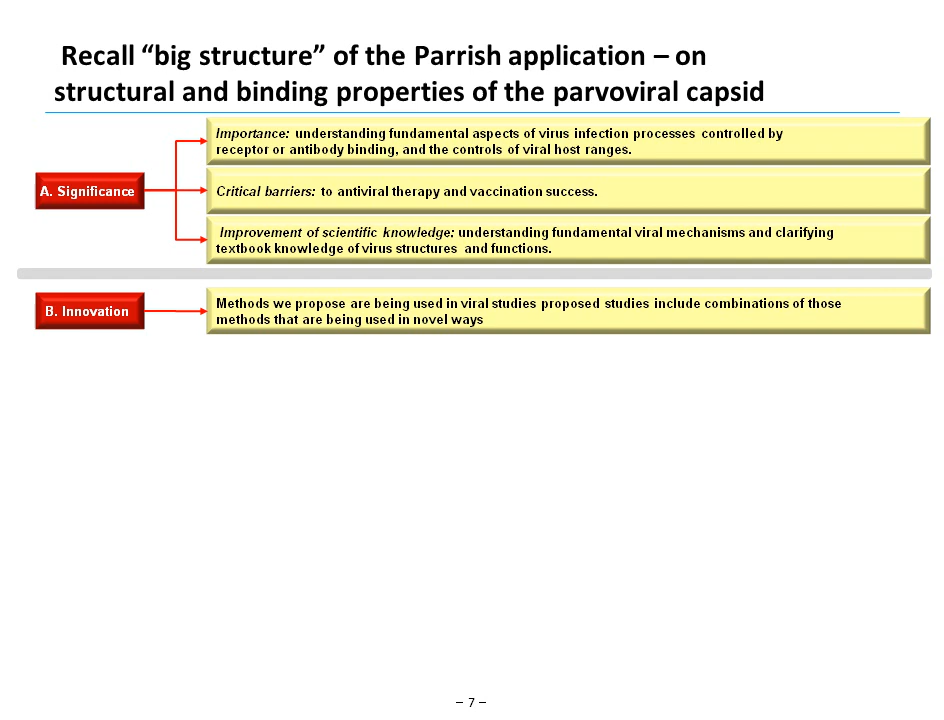 Recall “big structure” of the Parrish application – on
structural and binding properties of the parvoviral capsid
Importance: understanding fundamental aspects of virus infection processes controlled by
receptor or antibody binding, and the controls of viral host ranges.
A. Significance
Critical barriers: to antiviral therapy and vaccination success.
Improvement of scientific knowledge: understanding fundamental viral mechanisms and clarifying
textbook knowledge of virus structures and functions.
B. Innovation
Methods we propose are being used in viral studies proposed studies include combinations of those
methods that are being used in novel ways
– 7 –